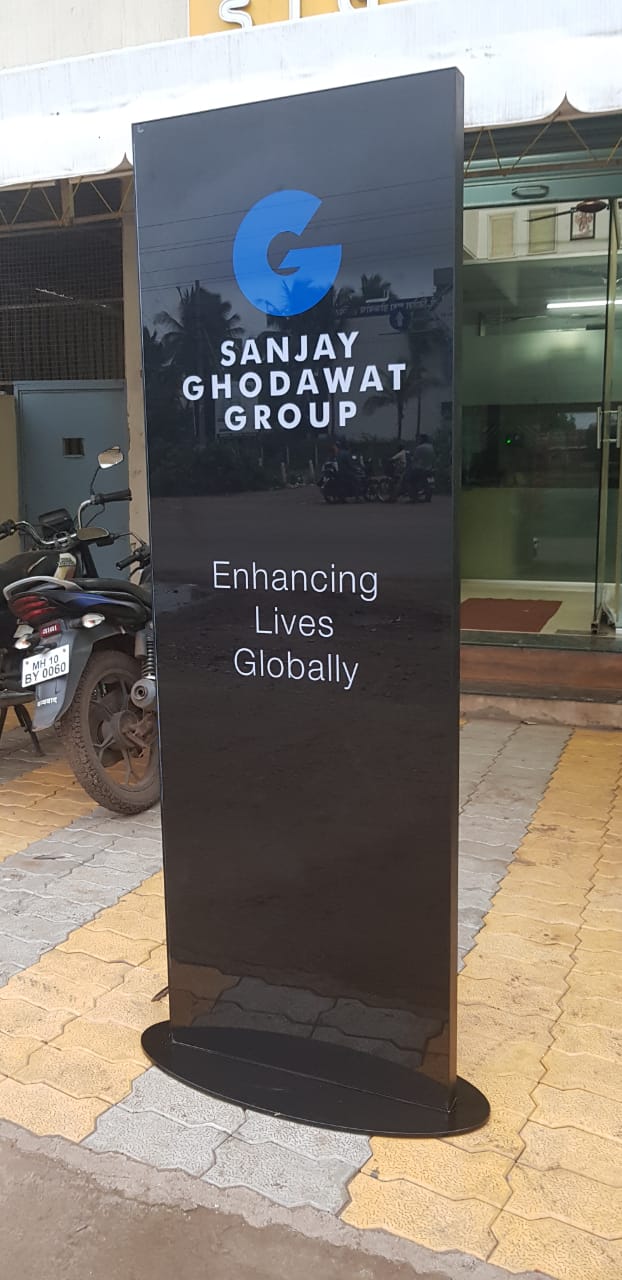 SANJAY
GHODAWAT
GROUP
Enhancing
Lives
Globally
MH 10
BY 0060